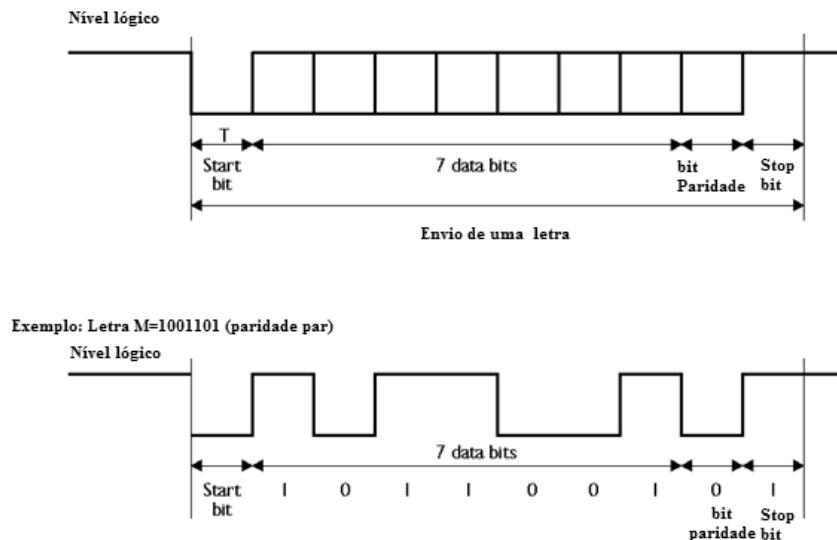 Nível lógico
T
Start bit
7 data bits
bit Paridade
Stop bit
Envio de uma letra
Exemplo: Letra M=1001101 (paridade par)
Nível lógico
7 data bits
Start bit
1 0 1 1 0 0 1 0 1
bit paridade
Stop bit